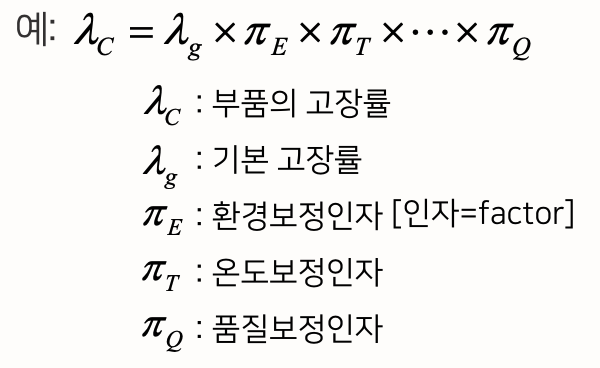 예: λ_C = λ_g × π_E × π_T × ⋯ × π_Q
λ_C : 부품의 고장률
λ_g : 기본 고장률
π_E : 환경보정인자 [인자=factor]
π_T : 온도보정인자
π_Q : 품질보정인자